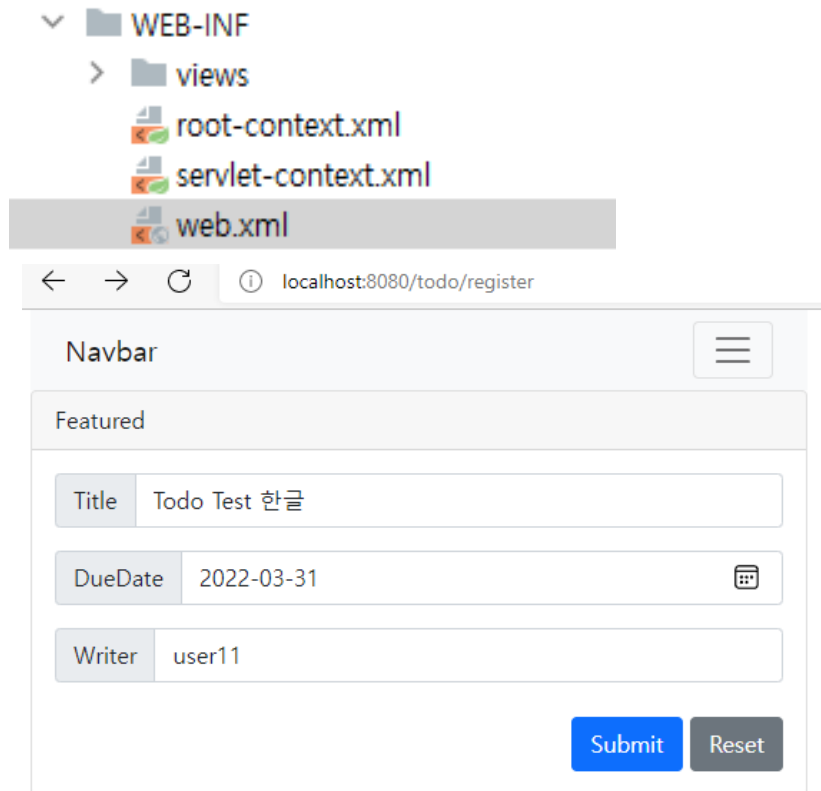 WEB-INF
views
root-context.xml
servlet-context.xml
web.xml
localhost:8080/todo/register
Navbar
Featured
Title Todo Test 한글
DueDate 2022-03-31
Writer user11
Submit Reset